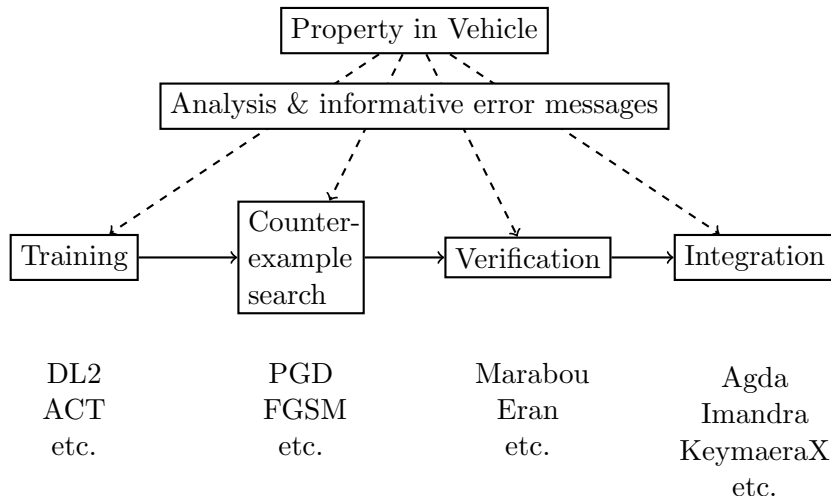 Property in Vehicle
Analysis & informative error messages
Training
Counter-
example
search
Verification
Integration
DL2
ACT
etc.
PGD
FGSM
etc.
Marabou
Eran
etc.
Agda
Imandra
KeymaeraX
etc.